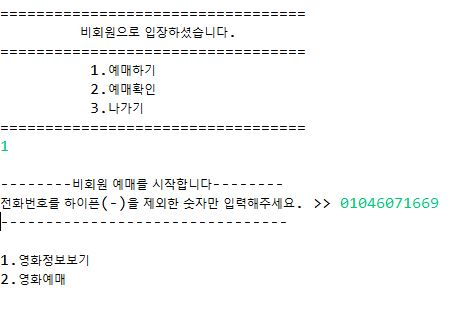 ==================================
비회원으로 입장하셨습니다.
==================================
1.예매하기
2.예매확인
3.나가기
==================================
1
--------비회원 예매를 시작합니다--------
전화번호를 하이픈(-)을 제외한 숫자만 입력해주세요. >> 01046071669
--------------------------------
1.영화정보보기
2.영화예매